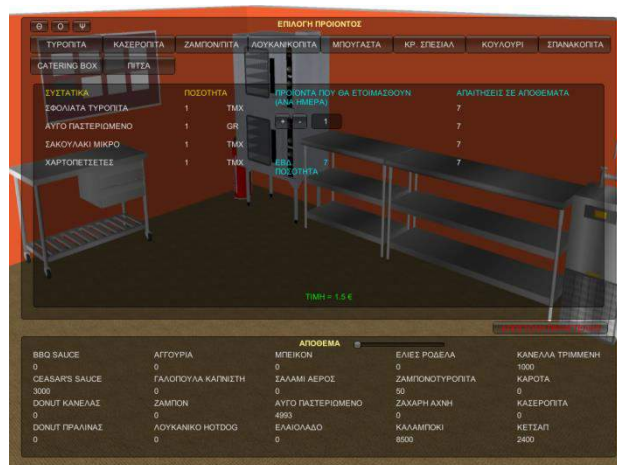 Θ Ο Ψ
ΕΠΙΛΟΓΗ ΠΡΟΙΟΝΤΟΣ
ΤΥΡΟΠΙΤΑ ΚΑΣΕΡΟΠΙΤΑ ΖΑΜΠΟΝ/ΠΙΤΑ ΛΟΥΚΑΝΙΚΟΠΙΤΑ ΜΠΟΥΓΑΣΤΑ ΚΡ. ΣΠΕΣΙΑΛ ΚΟΥΛΟΥΡΙ ΣΠΑΝΑΚΟΠΙΤΑ
CATERING BOX ΠΙΤΣΑ
ΣΥΣΤΑΤΙΚΑ ΠΟΣΟΤΗΤΑ ΠΡΟΪΟΝΤΑ ΠΟΥ ΘΑ ΕΤΟΙΜΑΣΘΟΥΝ ΑΠΑΙΤΗΣΕΙΣ ΣΕ ΑΠΟΘΕΜΑΤΑ
(ΑΝΑ ΗΜΕΡΑ)
ΣΦΟΛΙΑΤΑ ΤΥΡΟΠΙΤΑ 1 ΤΜΧ 7
+ - 1
ΑΥΓΟ ΠΑΣΤΕΡΙΩΜΕΝΟ 1 GR 7
ΣΑΚΟΥΛΑΚΙ ΜΙΚΡΟ 1 ΤΜΧ 7
ΧΑΡΤΟΠΕΤΣΕΤΕΣ 1 ΤΜΧ ΕΒΔ. 7 7
ΠΟΣΟΤΗΤΑ
ΤΙΜΗ = 1.5 €
ΑΠΟΘΕΜΑ
BBQ SAUCE ΑΓΓΟΥΡΙΑ ΜΠΕΙΚΟΝ ΕΛΙΕΣ ΡΟΔΕΛΑ ΚΑΝΕΛΛΑ ΤΡΙΜΜΕΝΗ
0 0 0 0 1000
CEASAR'S SAUCE ΓΑΛΟΠΟΥΛΑ ΚΑΠΝΙΣΤΗ ΣΑΛΑΜΙ ΑΕΡΟΣ ΖΑΜΠΟΝΟΤΥΡΟΠΙΤΑ ΚΑΡΟΤΑ
3000 0 0 50 0
DONUT ΚΑΝΕΛΑΣ ΖΑΜΠΟΝ ΑΥΓΟ ΠΑΣΤΕΡΙΩΜΕΝΟ ΖΑΧΑΡΗ ΑΧΝΗ ΚΑΣΕΡΟΠΙΤΑ
0 0 4993 0 0
DONUT ΠΡΑΛΙΝΑΣ ΛΟΥΚΑΝΙΚΟ HOTDOG ΕΛΑΙΟΛΑΔΟ ΚΑΛΑΜΠΟΚΙ ΚΕΤΣΑΠ
0 0 0 8500 2400